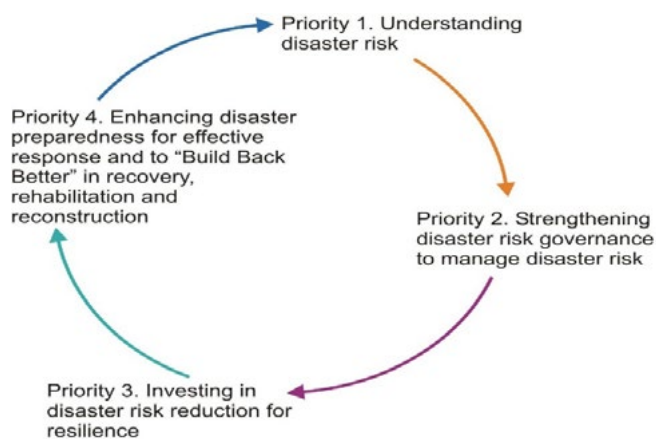 Priority 1. Understanding
disaster risk
Priority 2. Strengthening
disaster risk governance
to manage disaster risk
Priority 3. Investing in
disaster risk reduction for
resilience
Priority 4. Enhancing disaster
preparedness for effective
response and to “Build Back
Better” in recovery,
rehabilitation and
reconstruction